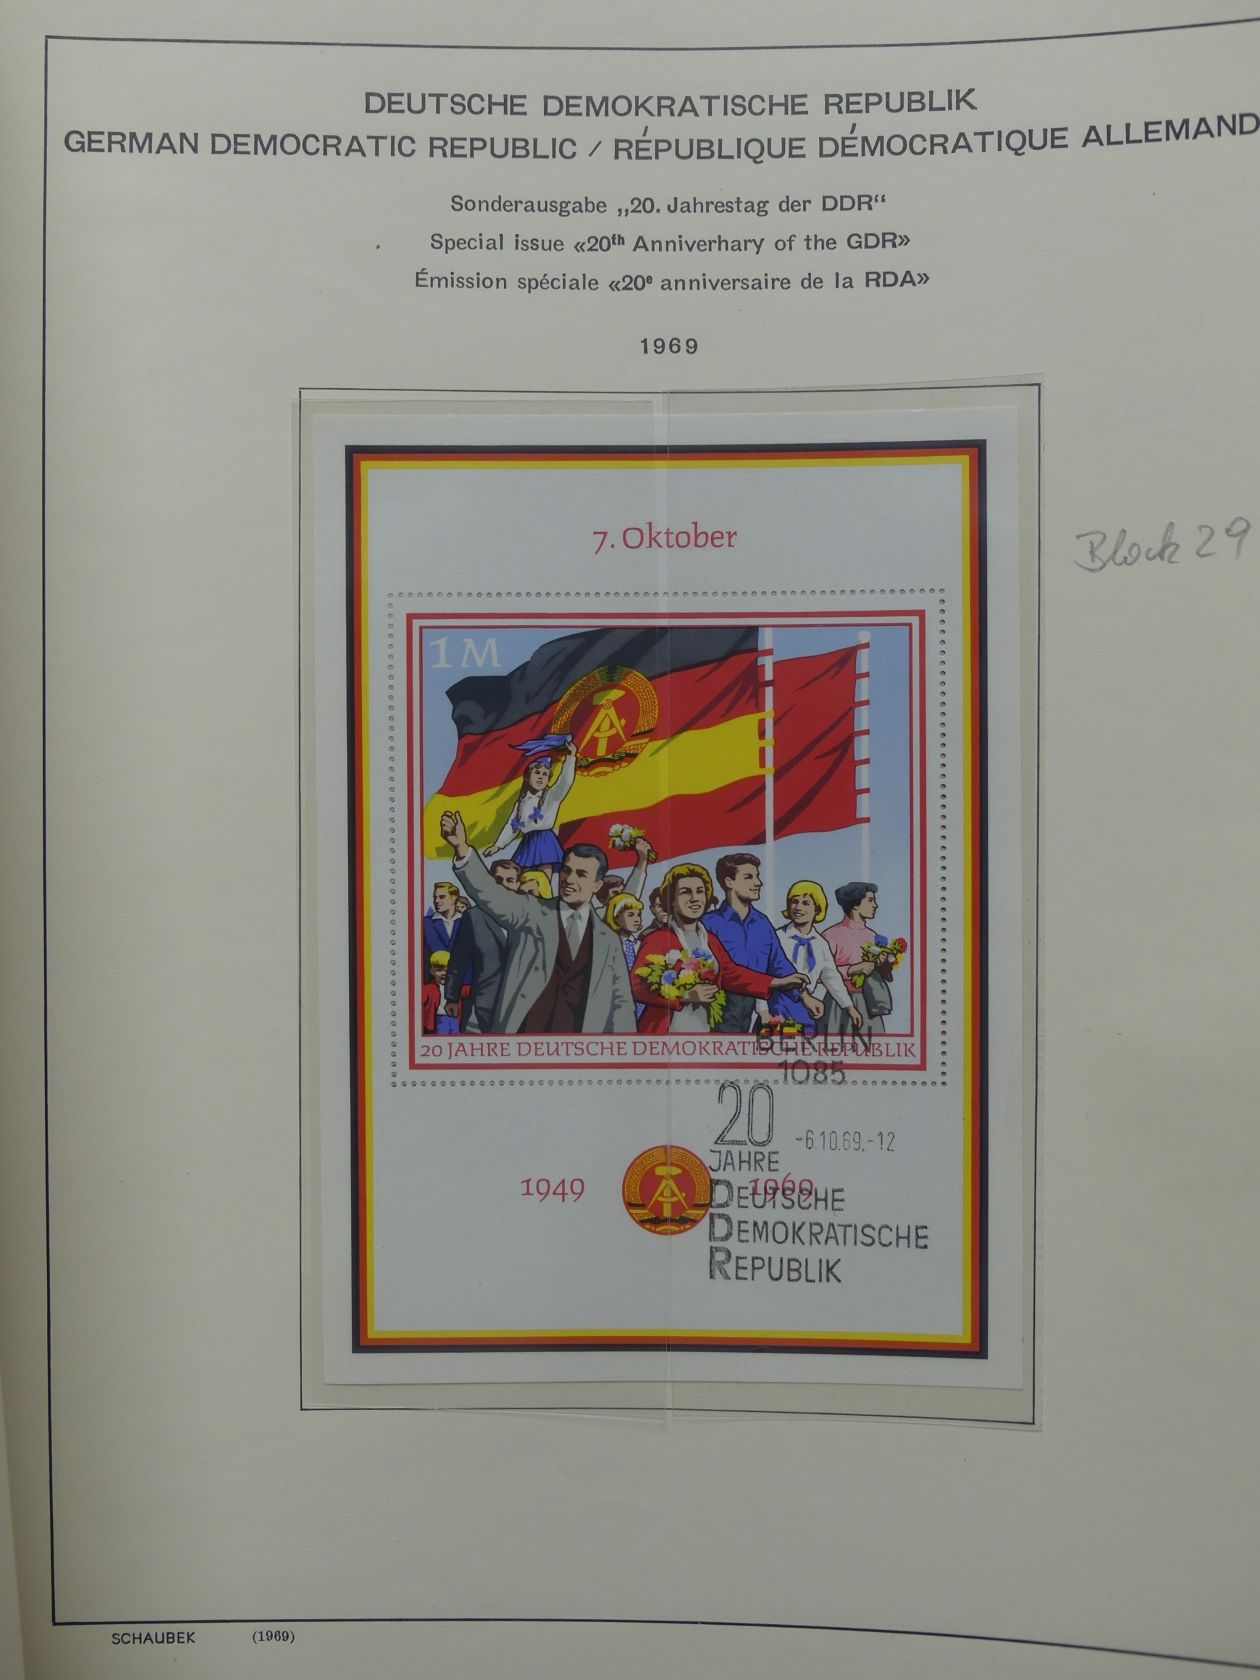 DEUTSCHE DEMOKRATISCHE REPUBLIK
GERMAN DEMOCRATIC REPUBLIC / RÉPUBLIQUE DÉMOCRATIQUE ALLEMAND
Sonderausgabe „20. Jahrestag der DDR“
Special issue «20th Anniverhary of the GDR»
Émission spéciale «20e anniversaire de la RDA»
1969
Block 29
7. Oktober
1 M
20 JAHRE DEUTSCHE DEMOKRATISCHE REPUBLIK
BERLIN
1085
20
-6.10.69.-12
JAHRE
1949 1969
DEUTSCHE
DEMOKRATISCHE
REPUBLIK
SCHAUBEK (1969)